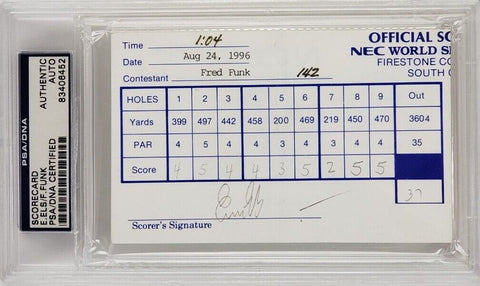 PSA/DNA
AUTHENTIC
AUTO
83406452
SCORECARD
E.ELS/F.FUNK
PSA/DNA CERTIFIED
OFFICIAL SC
Time 1:04
NEC WORLD SE
Date Aug 24, 1996
FIRESTONE CO
Contestant Fred Funk 142
SOUTH C
HOLES 1 2 3 4 5 6 7 8 9 Out
Yards 399 497 442 458 200 469 219 450 470 3604
PAR 4 5 4 4 3 4 3 4 4 35
Score 4 5 4 4 3 5 2 5 5
37
Scorer's Signature